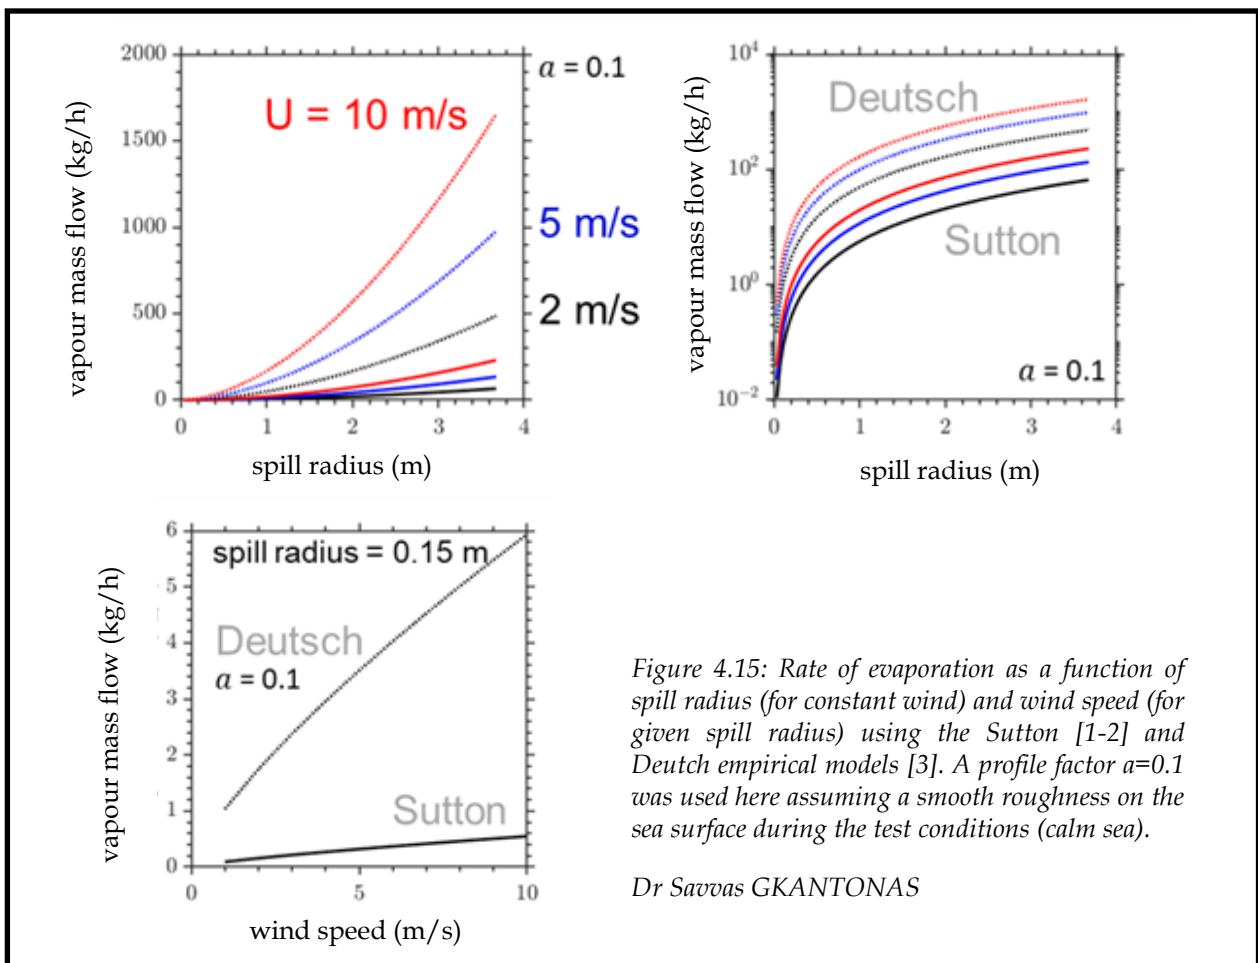 2000
1500
1000
500
0
0 1 2 3 4
vapour mass flow (kg/h)
spill radius (m)
a = 0.1
U = 10 m/s
5 m/s
2 m/s
10⁴
10²
10⁰
10⁻²
0 1 2 3 4
vapour mass flow (kg/h)
spill radius (m)
Deutsch
Sutton
a = 0.1
6
5
4
3
2
1
0
0 5 10
vapour mass flow (kg/h)
wind speed (m/s)
spill radius = 0.15 m
Deutsch
a = 0.1
Sutton
Figure 4.15: Rate of evaporation as a function of
spill radius (for constant wind) and wind speed (for
given spill radius) using the Sutton [1-2] and
Deutch empirical models [3]. A profile factor a=0.1
was used here assuming a smooth roughness on the
sea surface during the test conditions (calm sea).
Dr Savvas GKANTONAS